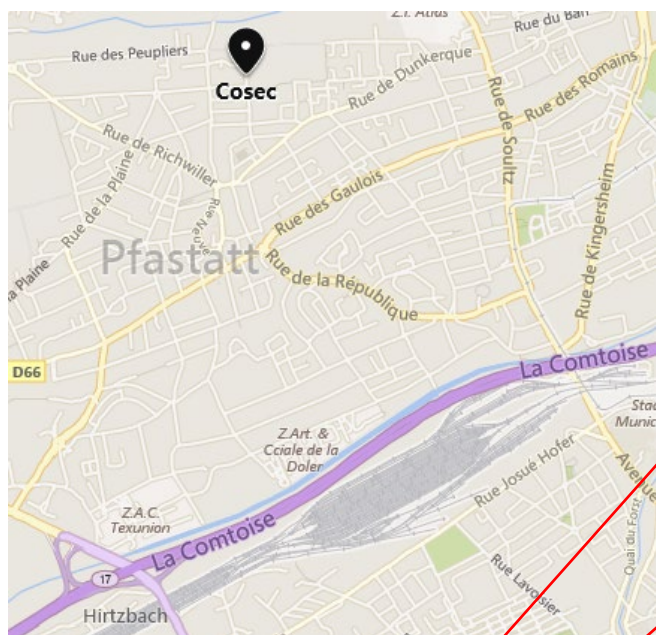 Z.I. Atlas
Rue du Ban
Rue des Peupliers
Cosec
Rue de Dunkerque
Rue des Romains
Rue de Soultz
Rue de Richwiller
Rue de la Plaine
Rue Neuve
Rue des Gaulois
Rue de Kingersheim
Pfastatt
la Plaine
Rue de la République
D66
La Comtoise
Stad
Munic
Z.Art. &
Cciale de la
Doler
Rue Josué Hofer
Avenue
Z.A.C.
Texunion
La Comtoise
Quai du Forst
17
Rue Lavoisier
Hirtzbach